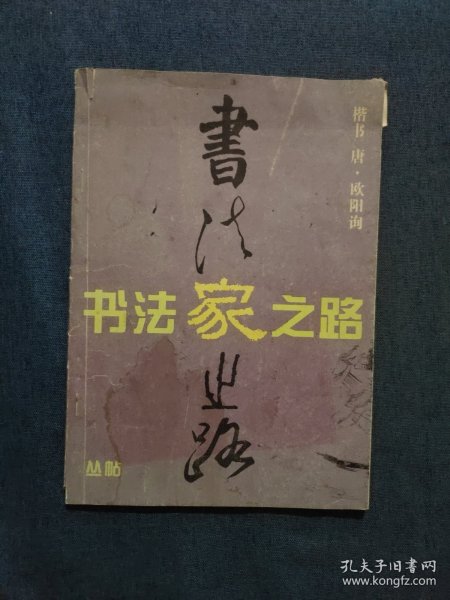 楷书 唐·欧阳询
書法
书法家之路
之路
丛帖
孔夫子旧书网
www.kongfz.com